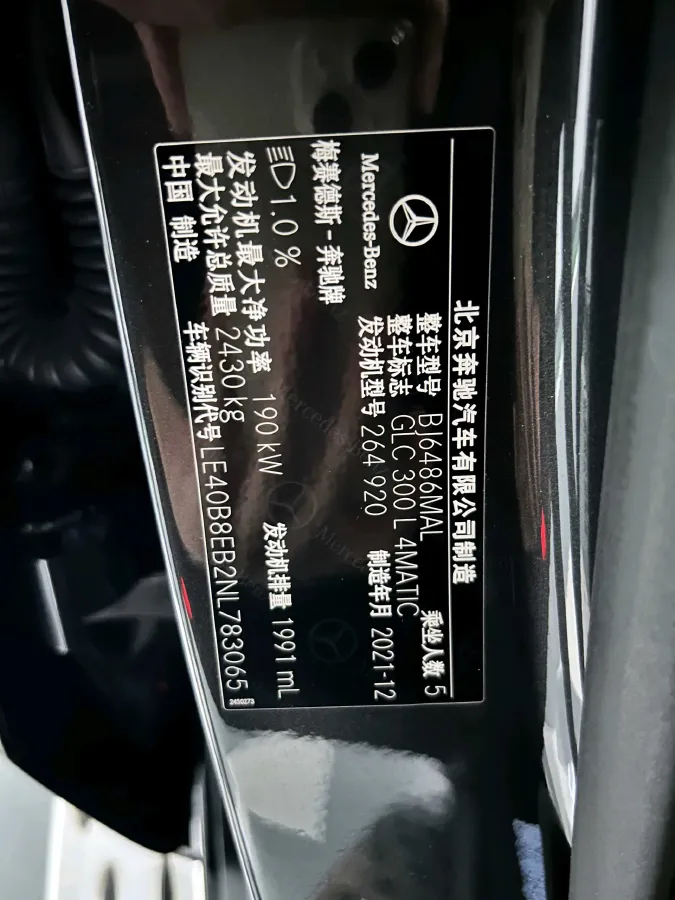 北京奔驰汽车有限公司制造
Mercedes-Benz
整车型号 BJ6486MAL 乘坐人数 5
整车标志 GLC 300 L 4MATIC
梅赛德斯-奔驰牌 发动机型号 264 920 制造年月 2021-12
1.0 %
发动机最大净功率 190 kW 发动机排量 1991 mL
最大允许总质量 2430 kg
中国 制造 车辆识别代号 LE40B8EB2NL783065
2450273